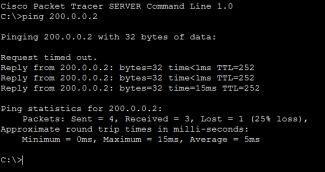 Cisco Packet Tracer SERVER Command Line 1.0
C:\>ping 200.0.0.2
Pinging 200.0.0.2 with 32 bytes of data:
Request timed out.
Reply from 200.0.0.2: bytes=32 time<1ms TTL=252
Reply from 200.0.0.2: bytes=32 time<1ms TTL=252
Reply from 200.0.0.2: bytes=32 time=15ms TTL=252
Ping statistics for 200.0.0.2:
Packets: Sent = 4, Received = 3, Lost = 1 (25% loss),
Approximate round trip times in milli-seconds:
Minimum = 0ms, Maximum = 15ms, Average = 5ms
C:\>